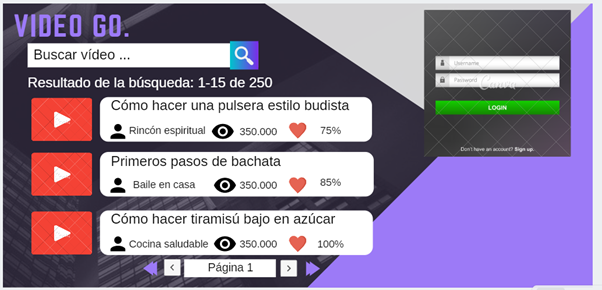 VIDEO GO.
Buscar vídeo ...
Resultado de la búsqueda: 1-15 de 250
Cómo hacer una pulsera estilo budista
Rincón espiritual 350.000 75%
Primeros pasos de bachata
Baile en casa 350.000 85%
Cómo hacer tiramisú bajo en azúcar
Cocina saludable 350.000 100%
< Página 1 >
Username
Password
Canva
LOGIN
Don't have an account? Sign up.